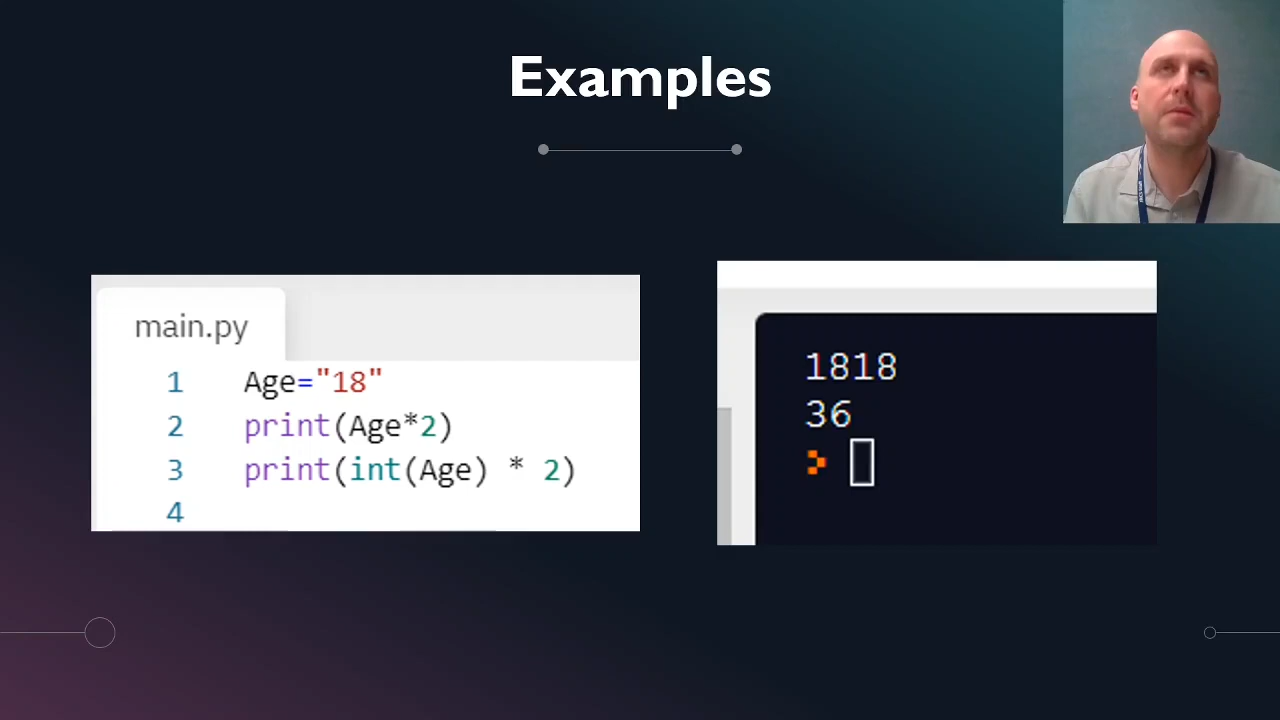 Examples
main.py
1 Age="18"
2 print(Age*2)
3 print(int(Age) * 2)
4
1818
36